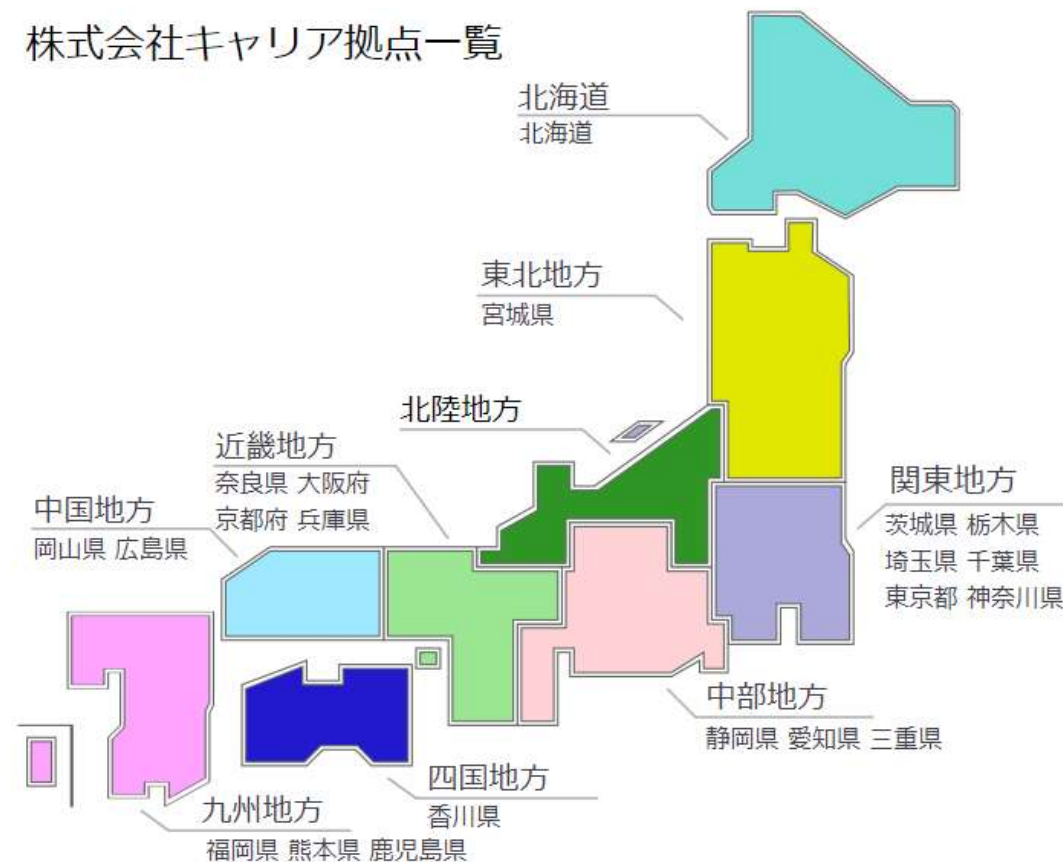 株式会社キャリア拠点一覧
北海道
北海道
東北地方
宮城県
北陸地方
近畿地方
奈良県 大阪府
京都府 兵庫県
中国地方
岡山県 広島県
関東地方
茨城県 栃木県
埼玉県 千葉県
東京都 神奈川県
中部地方
静岡県 愛知県 三重県
四国地方
香川県
九州地方
福岡県 熊本県 鹿児島県